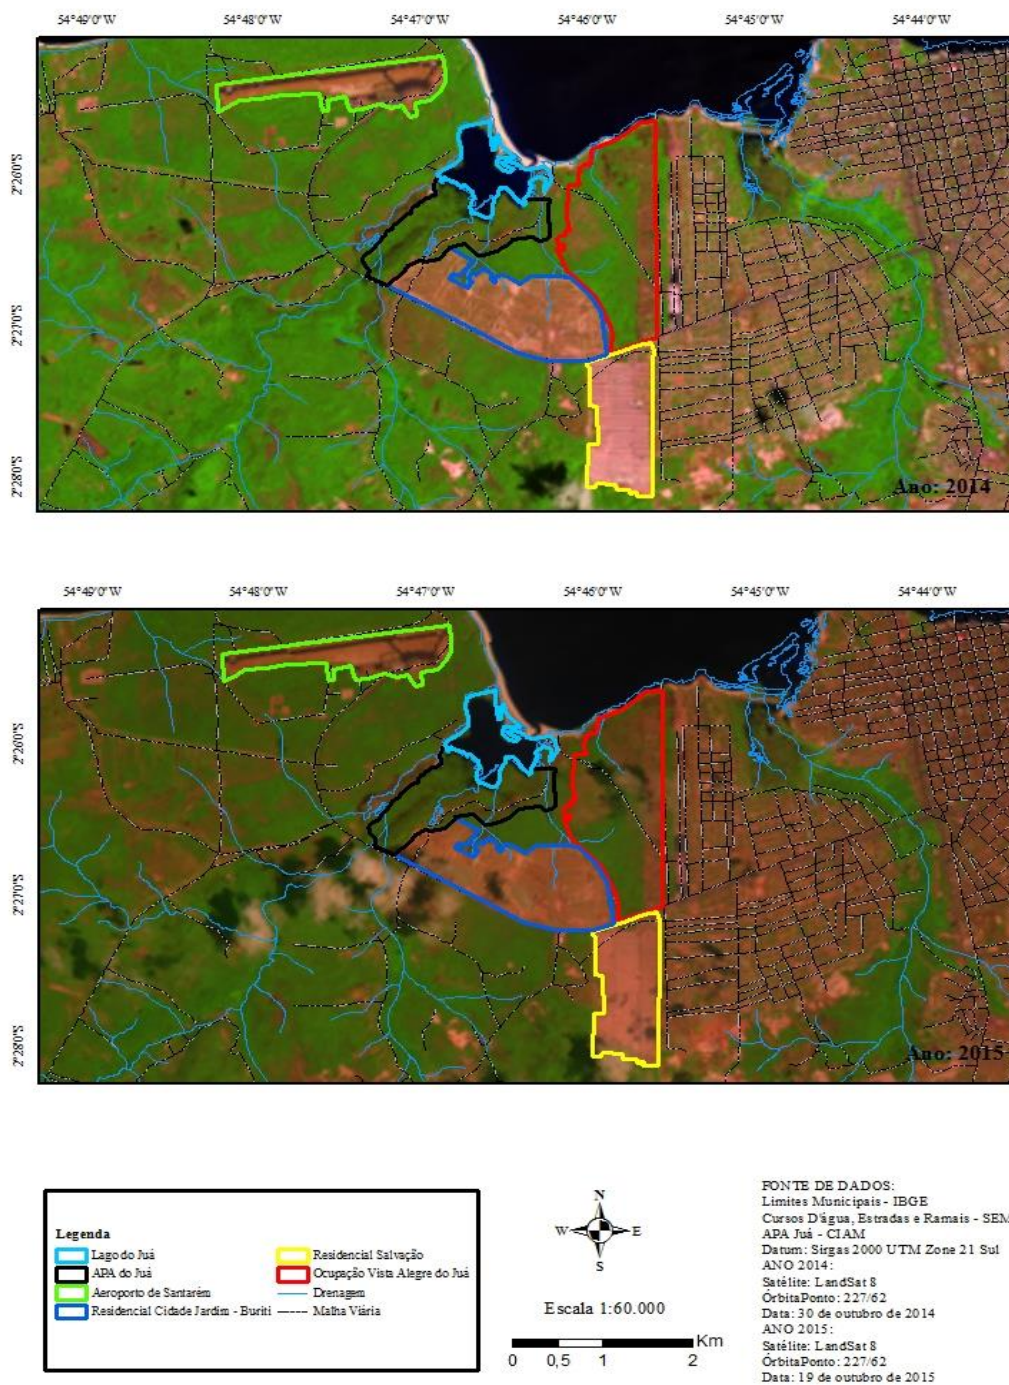 54°49'0"W 54°48'0"W 54°47'0"W 54°46'0"W 54°45'0"W 54°44'0"W
2°26'0"S
2°27'0"S
2°28'0"S
Ano: 2014
54°49'0"W 54°48'0"W 54°47'0"W 54°46'0"W 54°45'0"W 54°44'0"W
2°26'0"S
2°27'0"S
2°28'0"S
Ano: 2015
Legenda
Lago do Juá
APA do Juá
Aeroporto de Santarém
Residencial Cidade Jardim - Buriti
Residencial Salvação
Ocupação Vista Alegre do Juá
Drenagem
Malha Viária
N
W E
S
Escala 1:60.000
Km
0 0,5 1 2
FONTE DE DADOS:
Limites Municipais - IBGE
Cursos D'água, Estradas e Ramais - SEM
APA Juá - CIAM
Datum: Sirgas 2000 UTM Zone 21 Sul
ANO 2014:
Satélite: LandSat 8
ÓrbitaPonto: 227/62
Data: 30 de outubro de 2014
ANO 2015:
Satélite: LandSat 8
ÓrbitaPonto: 227/62
Data: 19 de outubro de 2015